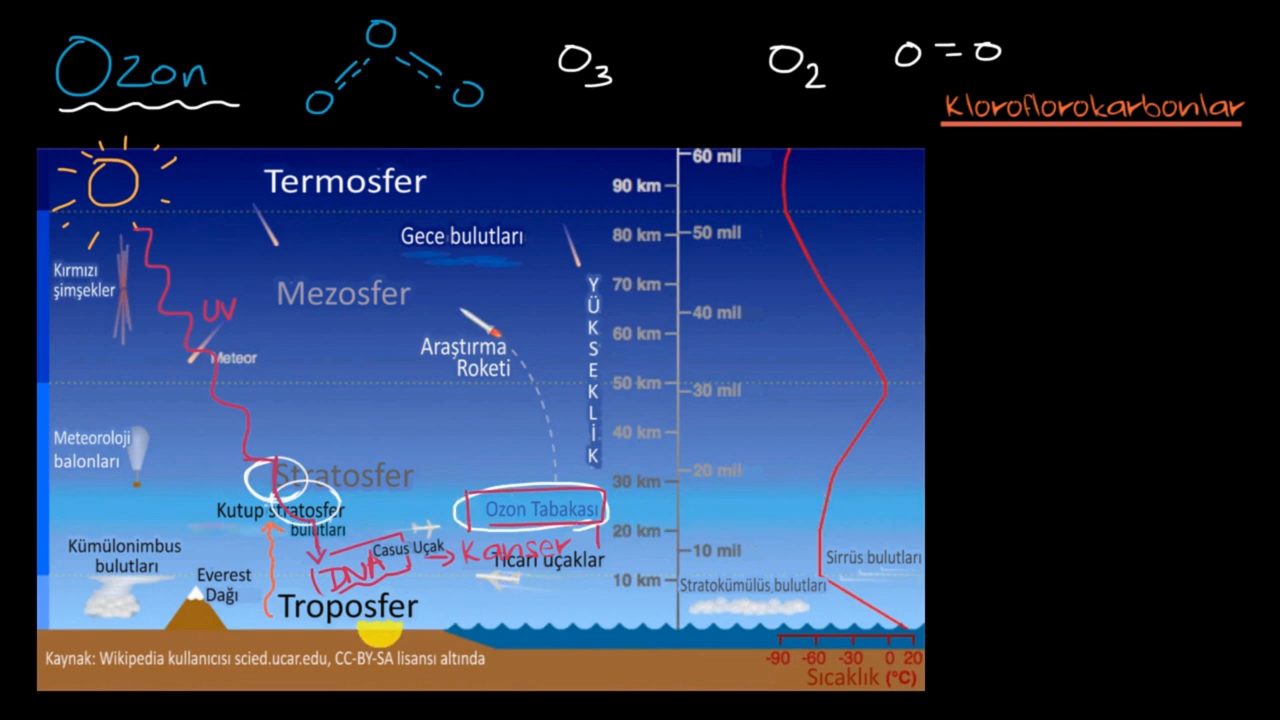 Ozon
O
O O
O3
O2
O=O
Kloroflorokarbonlar
Termosfer
60 mil
90 km
Gece bulutları
80 km
50 mil
Kırmızı
şimşekler
Mezosfer
YÜKSEKLİK
70 km
UV
40 mil
Meteor
Araştırma
Roketi
60 km
50 km
30 mil
Meteoroloji
balonları
40 km
Stratosfer
20 mil
30 km
Kutup stratosfer
bulutları
Ozon Tabakası
20 km
Kümülonimbus
bulutları
Casus Uçak
DNA → Kanser
Ticari uçaklar
10 mil
Sirrüs bulutları
Everest
Dağı
10 km
Stratokümülüs bulutları
Troposfer
Kaynak: Wikipedia kullanıcısı scied.ucar.edu, CC-BY-SA lisansı altında
-90 -60 -30 0 20
Sıcaklık (°C)